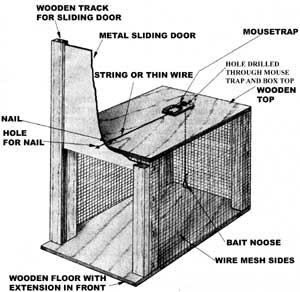 WOODEN TRACK
FOR SLIDING DOOR
METAL SLIDING DOOR
MOUSETRAP
STRING OR THIN WIRE
HOLE DRILLED
THROUGH MOUSE
TRAP AND BOX TOP
WOODEN
TOP
NAIL
HOLE
FOR NAIL
BAIT NOOSE
WIRE MESH SIDES
WOODEN FLOOR WITH
EXTENSION IN FRONT